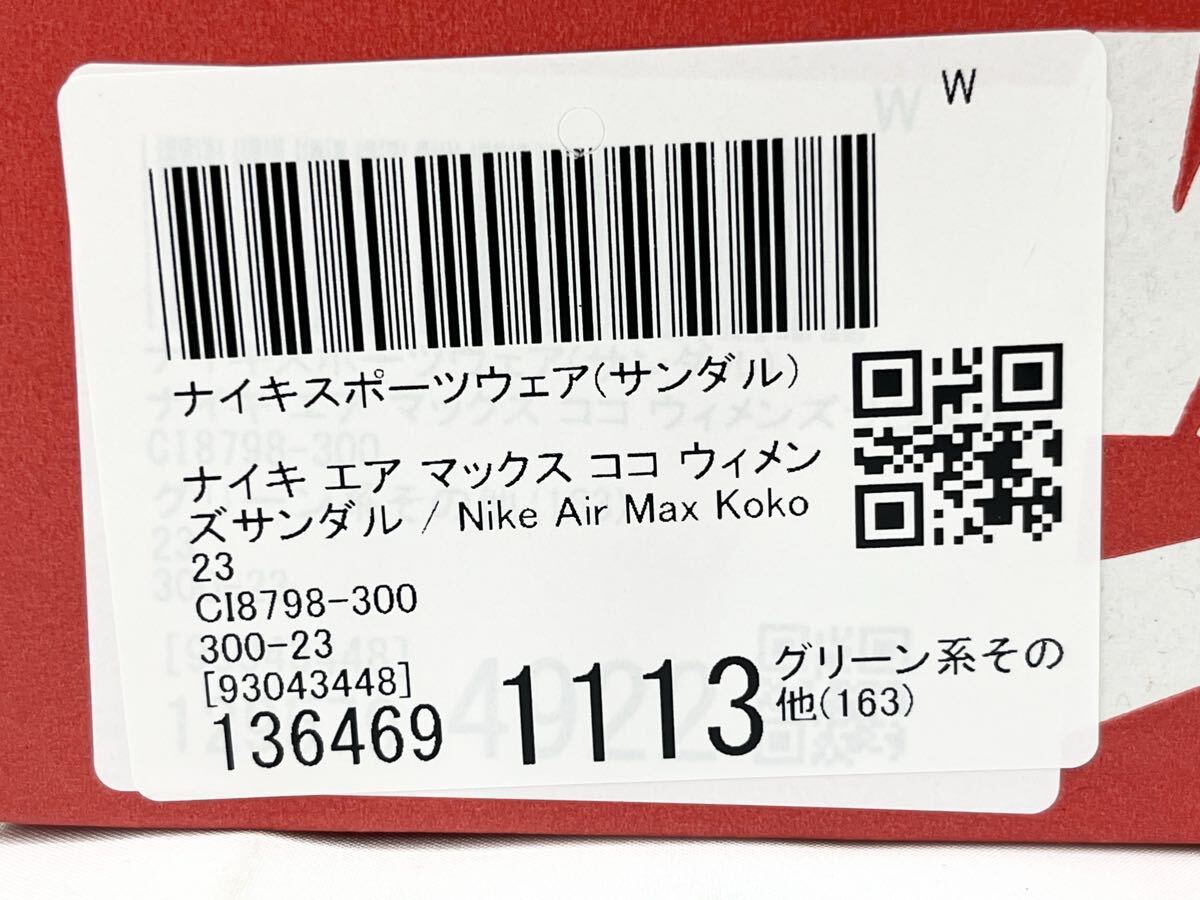 W
ナイキスポーツウェア(サンダル)
ナイキ エア マックス ココ ウィメン
ズサンダル / Nike Air Max Koko
23
CI8798-300
300-23
[93043448]
136469 1113
グリーン系その
他(163)